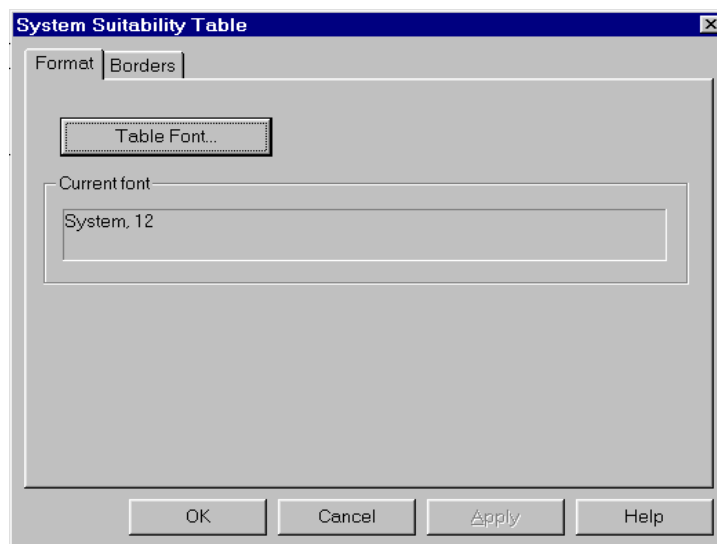 System Suitability Table
Format Borders
Table Font...
Current font
System, 12
OK Cancel Apply Help